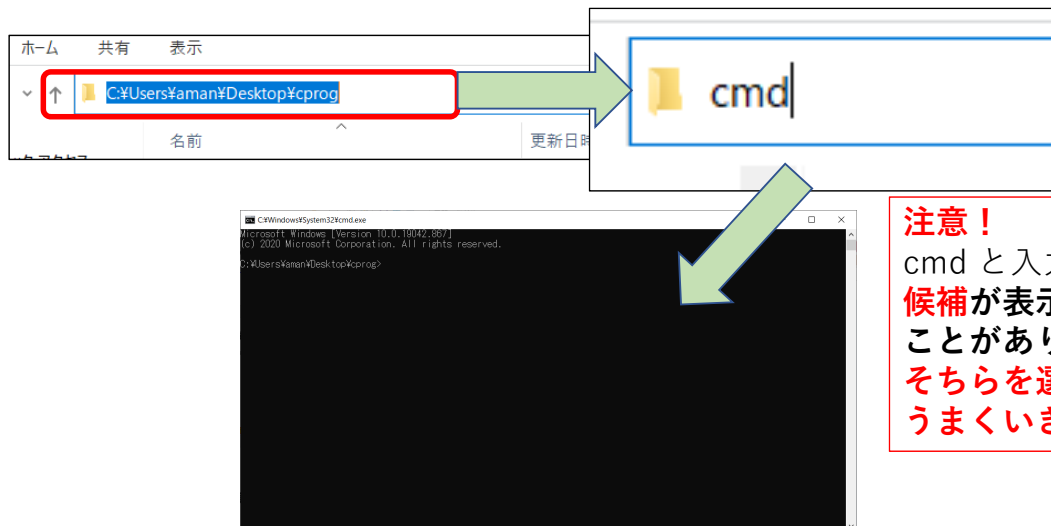 ホーム 共有 表示
C:¥Users¥aman¥Desktop¥cprog
名前 更新日時
cmd
C:¥Windows¥System32¥cmd.exe
Microsoft Windows [Version 10.0.19042.867]
(c) 2020 Microsoft Corporation. All rights reserved.
C:¥Users¥aman¥Desktop¥cprog>
注意！
cmd と入
候補が表示
ことがあり
そちらを選
うまくいき